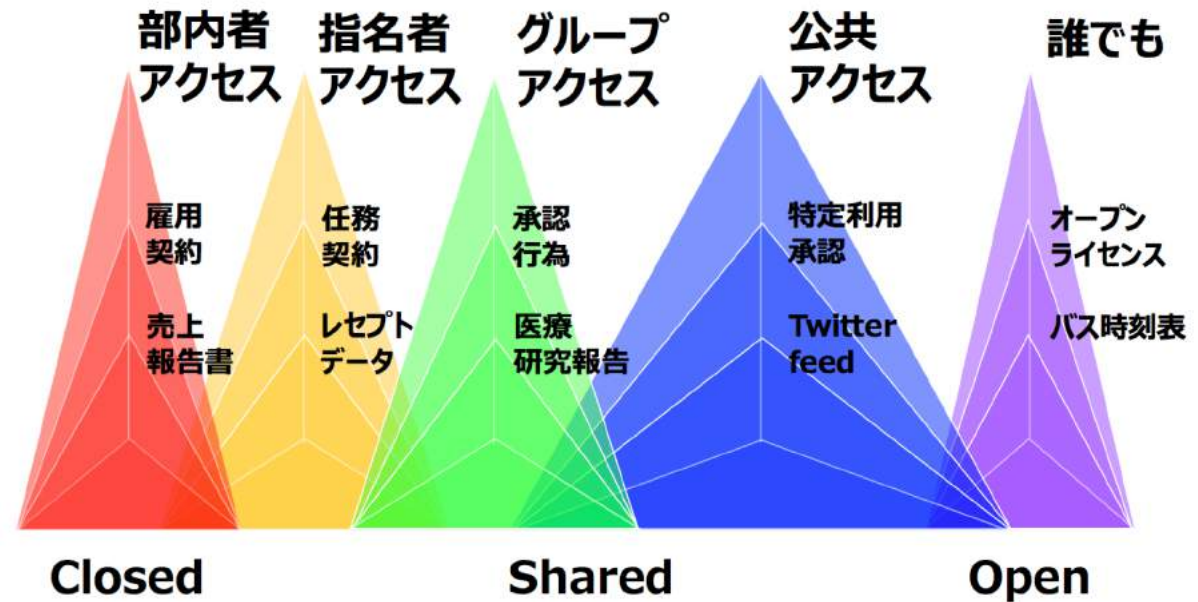 部内者
アクセス
指名者
アクセス
グループ
アクセス
公共
アクセス
誰でも
雇用
契約
任務
契約
承認
行為
特定利用
承認
オープン
ライセンス
売上
報告書
レセプト
データ
医療
研究報告
Twitter
feed
バス時刻表
Closed
Shared
Open